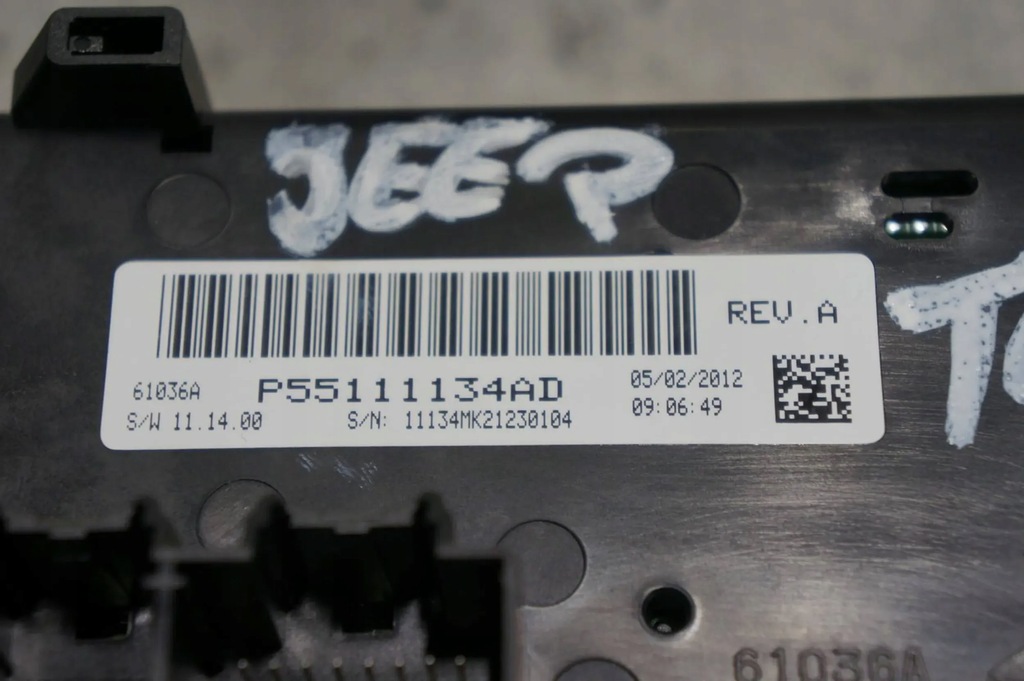 JEEP
REV.A
61036A P55111134AD 05/02/2012
S/W 11.14.00 S/N: 11134MK21230104 09:06:49
61036A